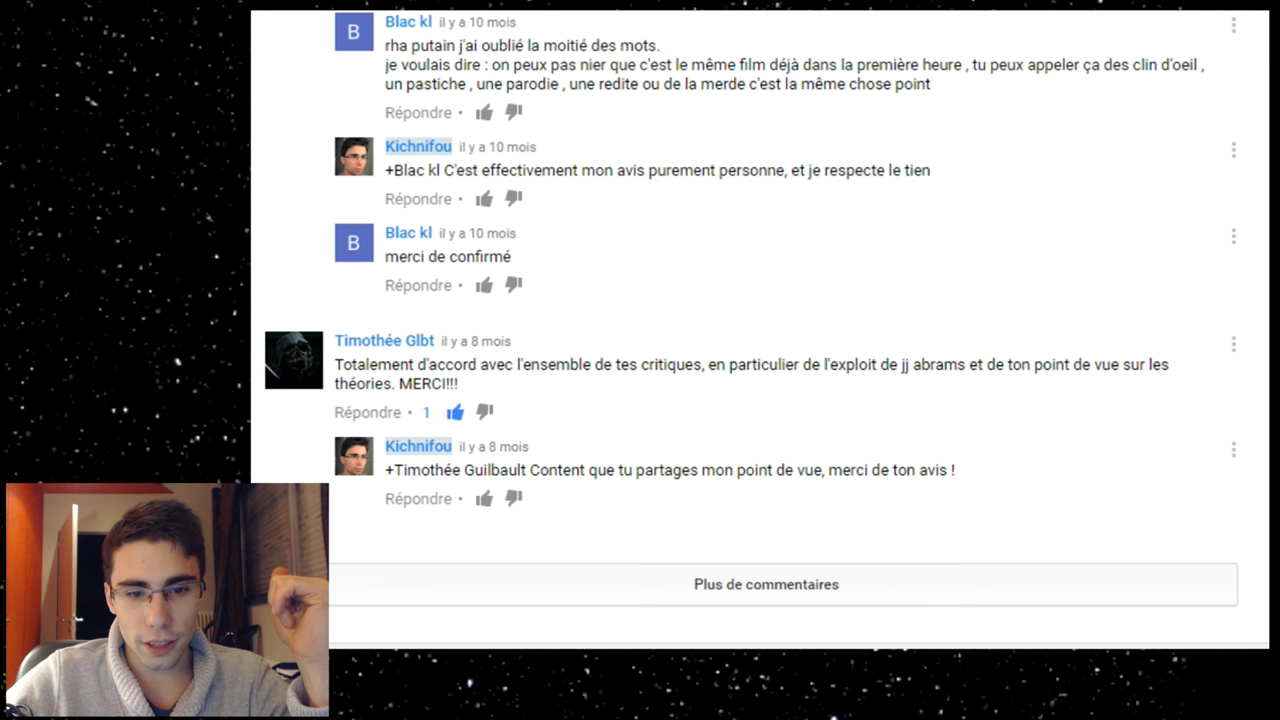 B
Blac kl il y a 10 mois
rha putain j'ai oublié la moitié des mots.
je voulais dire : on peux pas nier que c'est le même film déjà dans la première heure , tu peux appeler ça des clin d'oeil ,
un pastiche , une parodie , une redite ou de la merde c'est la même chose point
Répondre •
Kichnifou il y a 10 mois
+Blac kl C'est effectivement mon avis purement personne, et je respecte le tien
Répondre •
B
Blac kl il y a 10 mois
merci de confirmé
Répondre •
Timothée Glbt il y a 8 mois
Totalement d'accord avec l'ensemble de tes critiques, en particulier de l'exploit de jj abrams et de ton point de vue sur les
théories. MERCI!!!
Répondre • 1
Kichnifou il y a 8 mois
+Timothée Guilbault Content que tu partages mon point de vue, merci de ton avis !
Répondre •
Plus de commentaires